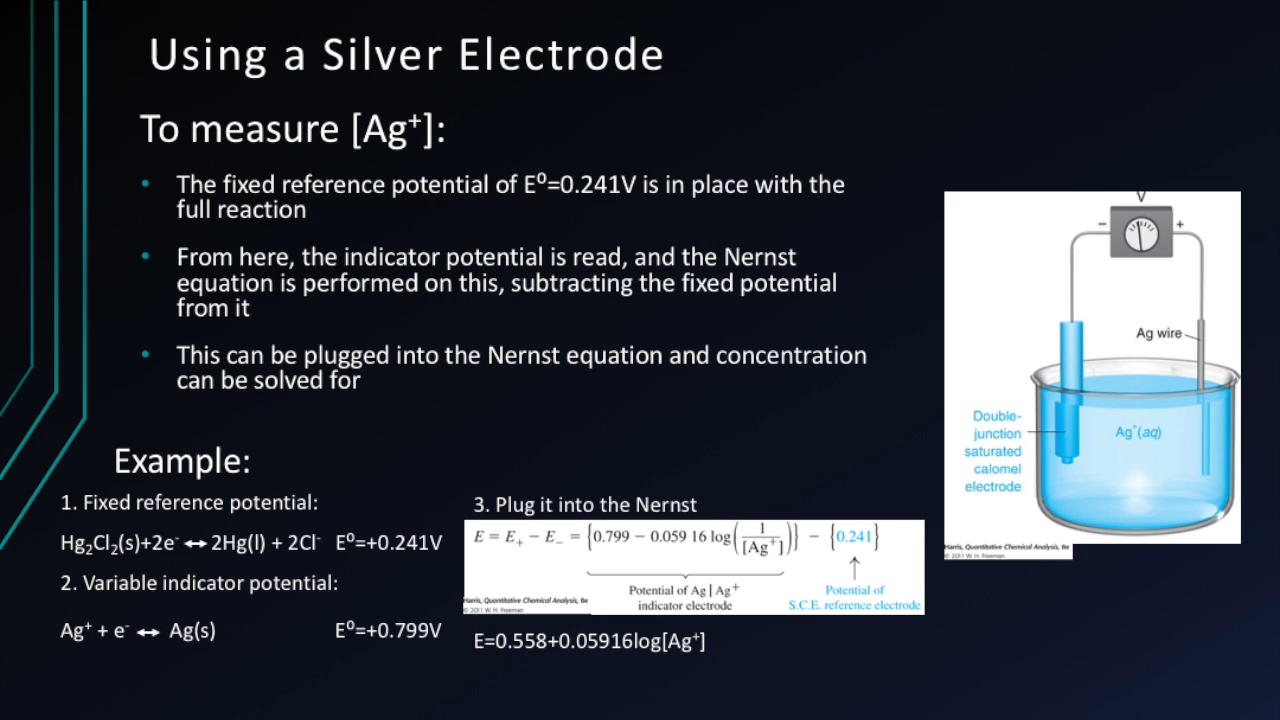 Using a Silver Electrode
To measure [Ag⁺]:
• The fixed reference potential of E⁰=0.241V is in place with the
full reaction
• From here, the indicator potential is read, and the Nernst
equation is performed on this, subtracting the fixed potential
from it
• This can be plugged into the Nernst equation and concentration
can be solved for
Example:
1. Fixed reference potential:
Hg₂Cl₂(s)+2e⁻ ↔ 2Hg(l) + 2Cl⁻ E⁰=+0.241V
2. Variable indicator potential:
Ag⁺ + e⁻ ↔ Ag(s) E⁰=+0.799V
3. Plug it into the Nernst
E = E₊ − E₋ = {0.799 − 0.059 16 log(1/[Ag⁺])} − {0.241}
Potential of Ag | Ag⁺
indicator electrode
Potential of
S.C.E. reference electrode
Harris, Quantitative Chemical Analysis, 8e
© 2011 W. H. Freeman
E=0.558+0.05916log[Ag⁺]
V
− +
Ag wire
Double-
junction
saturated
calomel
electrode
Ag⁺(aq)
Harris, Quantitative Chemical Analysis, 8e
© 2011 W. H. Freeman